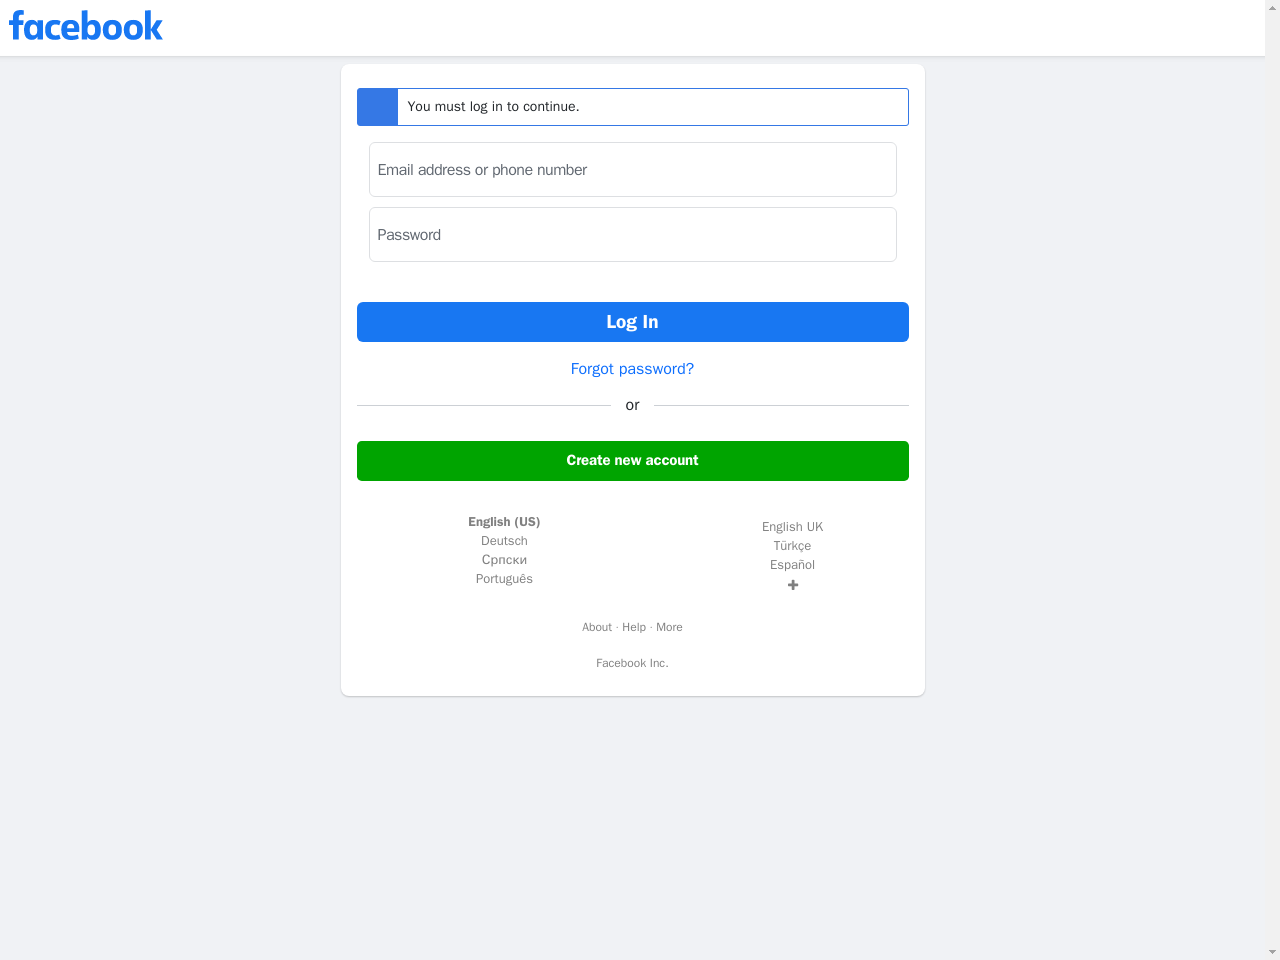 facebook
You must log in to continue.
Email address or phone number
Password
Log In
Forgot password?
or
Create new account
English (US)
Deutsch
Српски
Português
English UK
Türkçe
Español
About · Help · More
Facebook Inc.